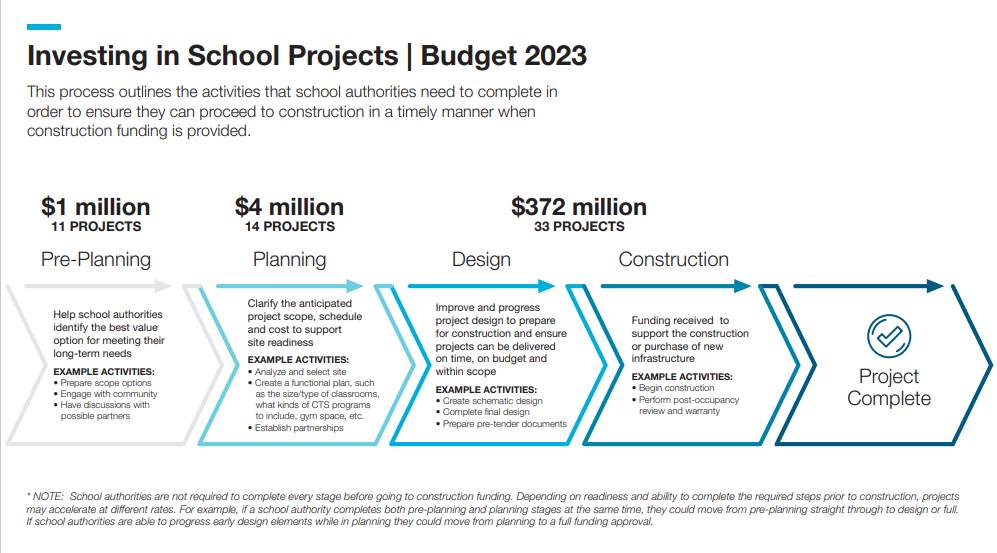 Investing in School Projects | Budget 2023
This process outlines the activities that school authorities need to complete in
order to ensure they can proceed to construction in a timely manner when
construction funding is provided.
$1 million
11 PROJECTS
$4 million
14 PROJECTS
$372 million
33 PROJECTS
Pre-Planning
Planning
Design
Construction
Help school authorities
identify the best value
option for meeting their
long-term needs
EXAMPLE ACTIVITIES:
• Prepare scope options
• Engage with community
• Have discussions with
possible partners
Clarify the anticipated
project scope, schedule
and cost to support
site readiness
EXAMPLE ACTIVITIES:
• Analyze and select site
• Create a functional plan, such
as the size/type of classrooms,
what kinds of CTS programs
to include, gym space, etc.
• Establish partnerships
Improve and progress
project design to prepare
for construction and ensure
projects can be delivered
on time, on budget and
within scope
EXAMPLE ACTIVITIES:
• Create schematic design
• Complete final design
• Prepare pre-tender documents
Funding received to
support the construction
or purchase of new
infrastructure
EXAMPLE ACTIVITIES:
• Begin construction
• Perform post-occupancy
review and warranty
Project
Complete
* NOTE: School authorities are not required to complete every stage before going to construction funding. Depending on readiness and ability to complete the required steps prior to construction, projects
may accelerate at different rates. For example, if a school authority completes both pre-planning and planning stages at the same time, they could move from pre-planning straight through to design or full.
If school authorities are able to progress early design elements while in planning they could move from planning to a full funding approval.